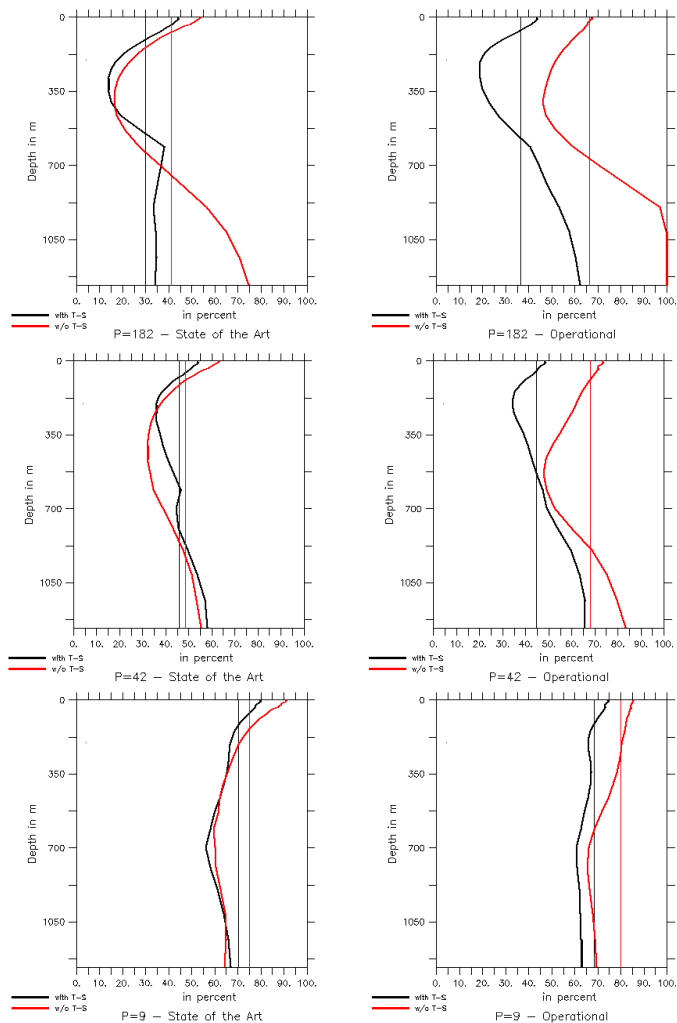 0 0
350 350
Depth in m Depth in m
700 700
1050 1050
0. 10. 20. 30. 40. 50. 60. 70. 80. 90. 100. 0. 10. 20. 30. 40. 50. 60. 70. 80. 90. 100.
with T-S in percent with T-S in percent
w/o T-S w/o T-S
P=182 - State of the Art P=182 - Operational
0 0
350 350
Depth in m Depth in m
700 700
1050 1050
0. 10. 20. 30. 40. 50. 60. 70. 80. 90. 100. 0. 10. 20. 30. 40. 50. 60. 70. 80. 90. 100.
with T-S in percent with T-S in percent
w/o T-S w/o T-S
P=42 - State of the Art P=42 - Operational
0 0
350 350
Depth in m Depth in m
700 700
1050 1050
0. 10. 20. 30. 40. 50. 60. 70. 80. 90. 100. 0. 10. 20. 30. 40. 50. 60. 70. 80. 90. 100.
with T-S in percent with T-S in percent
w/o T-S w/o T-S
P=9 - State of the Art P=9 - Operational